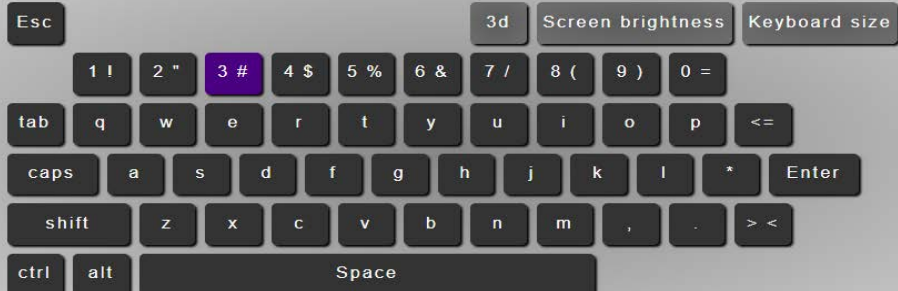 Esc 3d Screen brightness Keyboard size
1 ! 2 " 3 # 4 $ 5 % 6 & 7 / 8 ( 9 ) 0 =
tab q w e r t y u i o p <=
caps a s d f g h j k l * Enter
shift z x c v b n m , . > <
ctrl alt Space